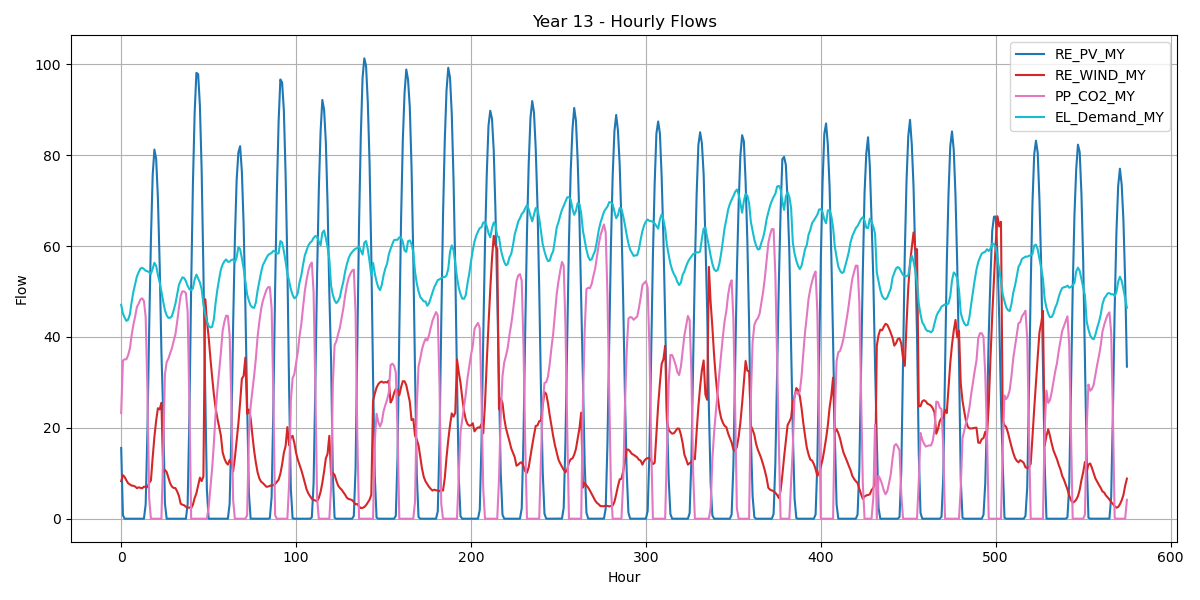 Year 13 - Hourly Flows
RE_PV_MY
RE_WIND_MY
PP_CO2_MY
EL_Demand_MY
Flow
100
80
60
40
20
0
0 100 200 300 400 500 600
Hour